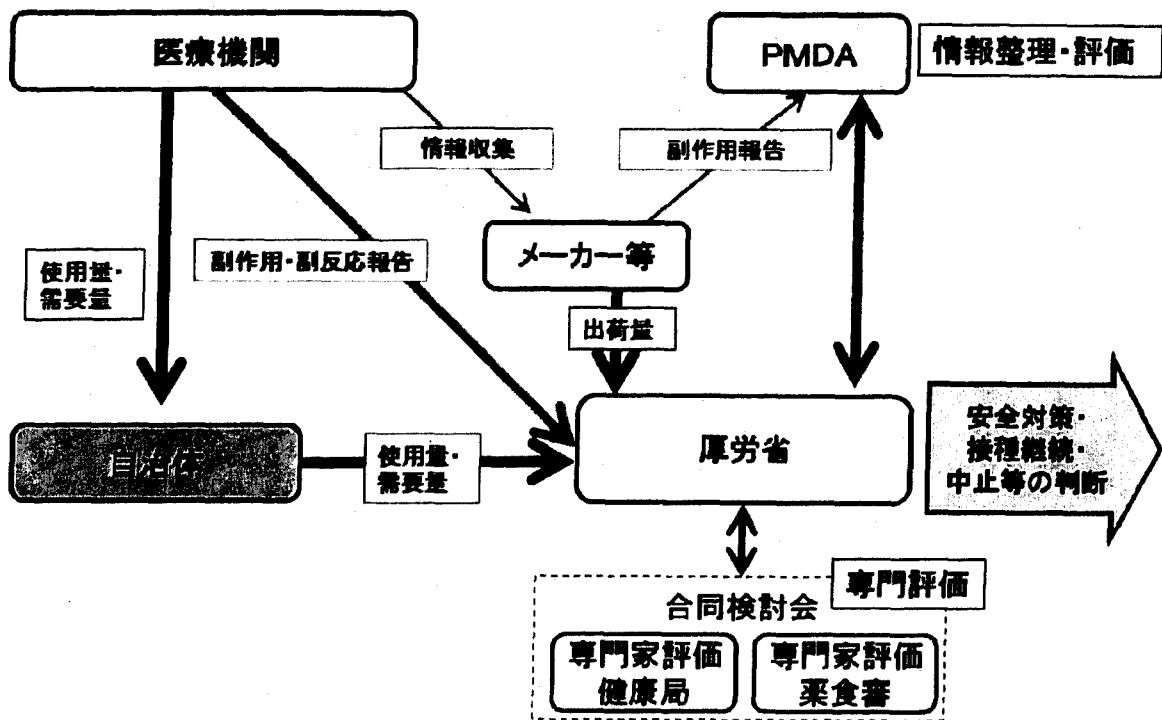 医療機関
PMDA
情報整理・評価
情報収集
副作用報告
メーカー等
使用量・
需要量
副作用・副反応報告
出荷量
自治体
使用量・
需要量
厚労省
安全対策・
接種継続・
中止等の判断
専門評価
合同検討会
専門家評価
健康局
専門家評価
薬食審